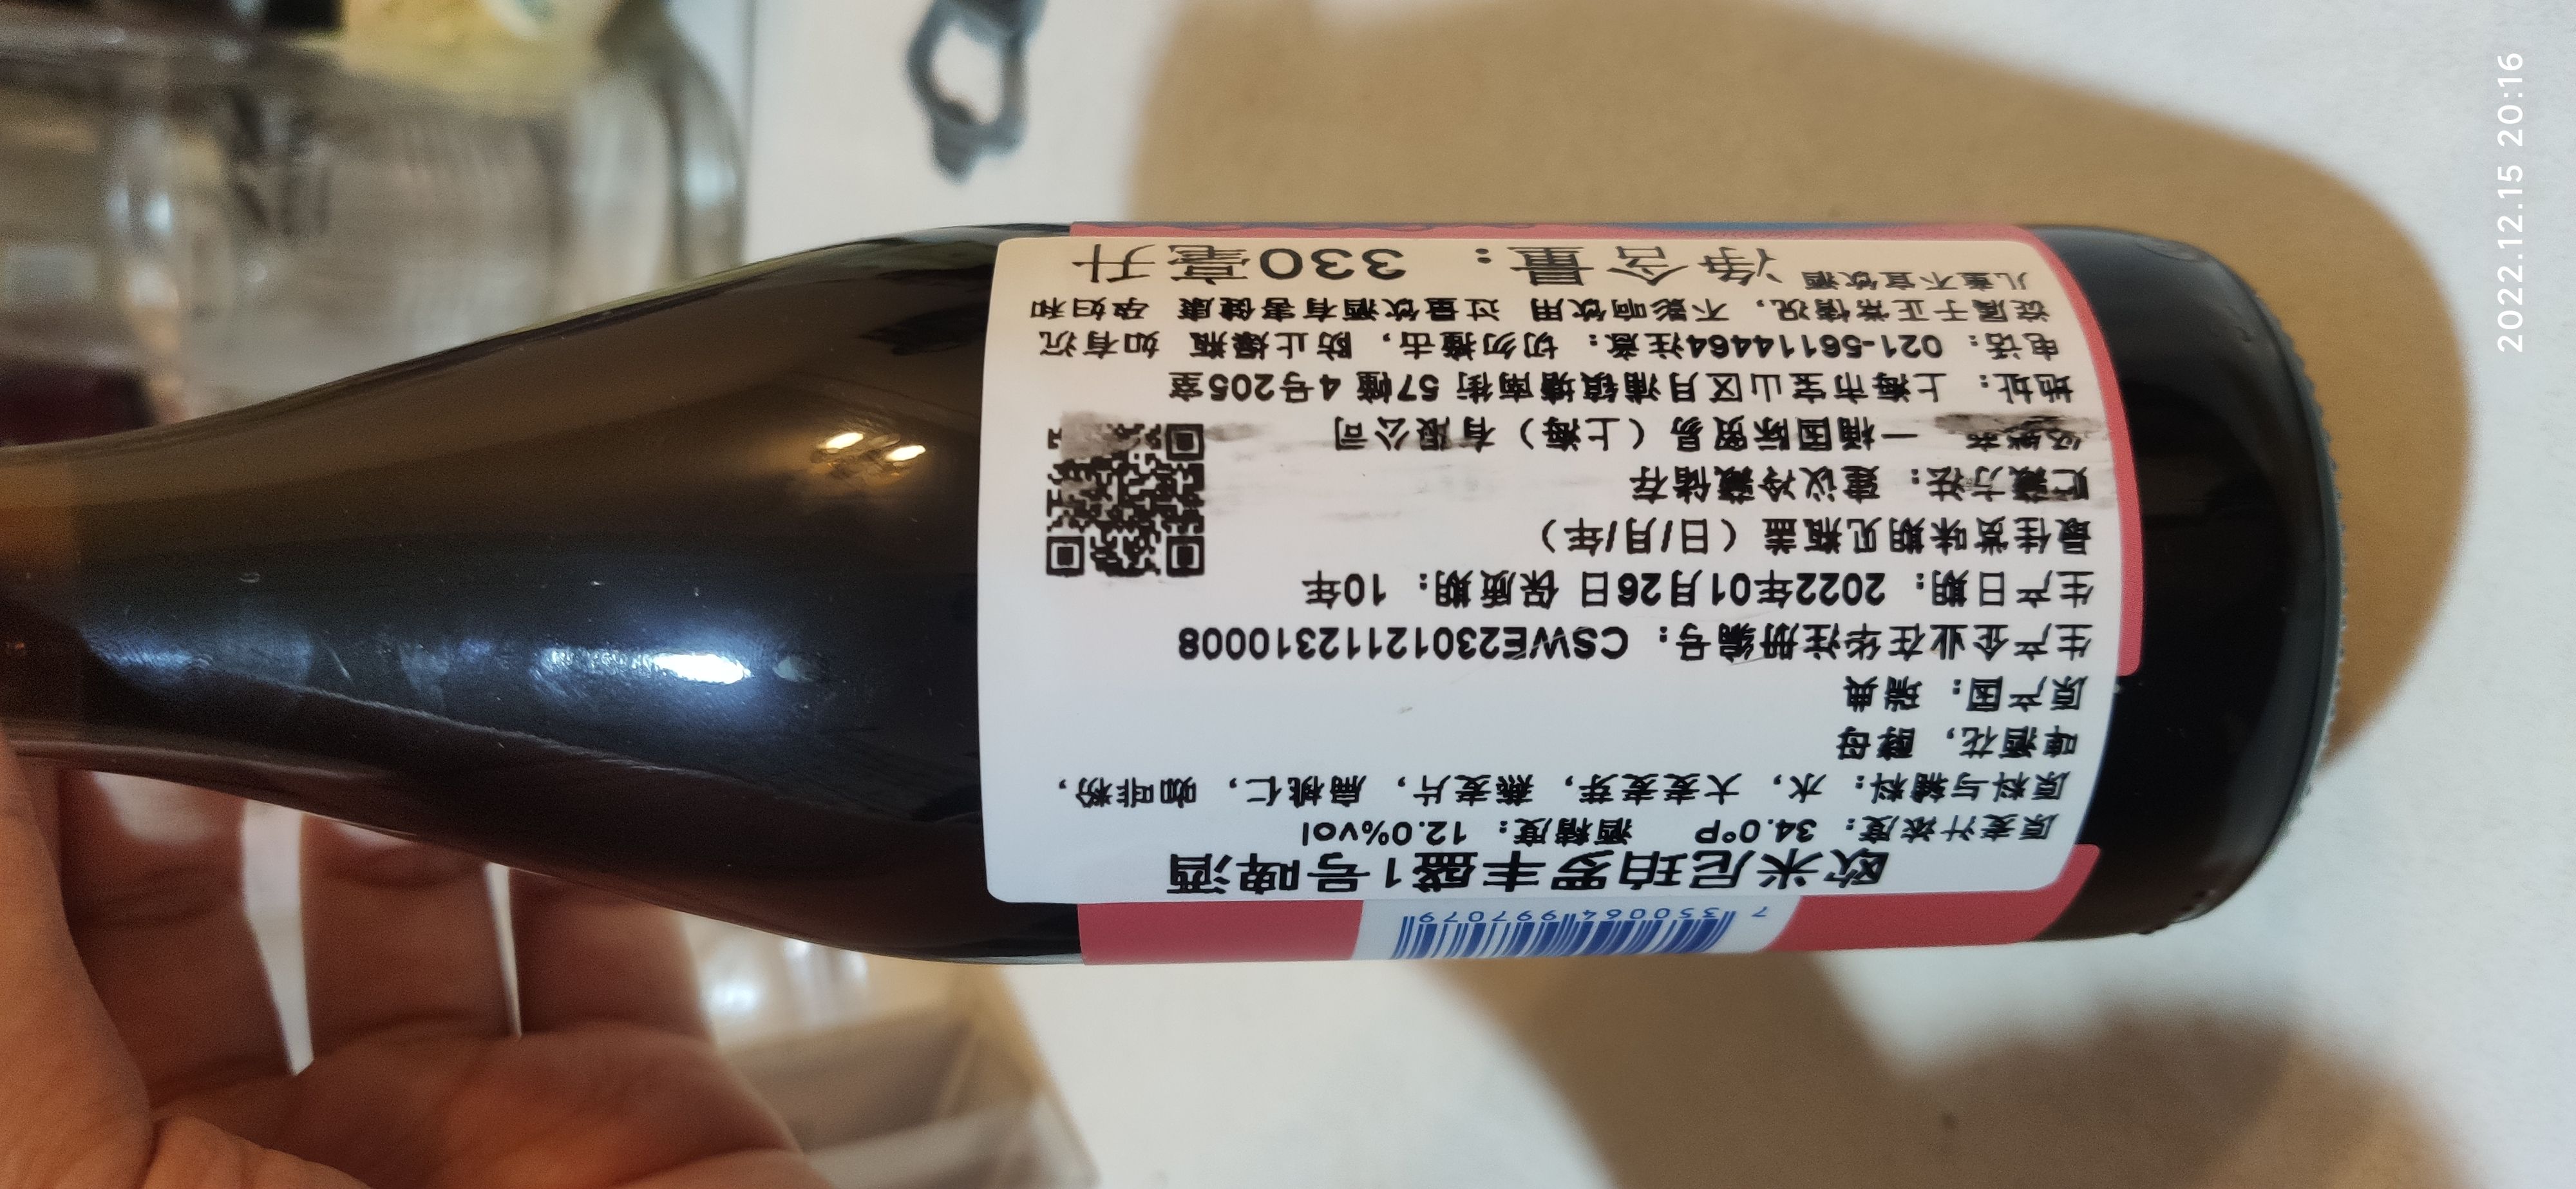 欧米尼珀罗丰盛1号啤酒
原麦汁浓度：34.0°P 酒精度：12.0%vol
原料与辅料：水，大麦麦芽，燕麦片，扁桃仁，咖啡粉，
啤酒花，酵母
原产国：瑞典
生产企业在华注册编号：CSWE23012112310008
生产日期：2022年01月26日 保质期：10年
最佳赏味期见瓶盖（日/月/年）
贮藏方法：建议冷藏储存
一桶国际贸易（上海）有限公司
地址：上海市宝山区月浦镇塘南街 57幢 4号205室
电话：021-56114464注意：切勿撞击，防止爆瓶 如有沉
淀属于正常情况，不影响饮用 过量饮酒有害健康 孕妇和
儿童不宜饮酒
净含量：330毫升
7 350064 997079
2022.12.15 20:16